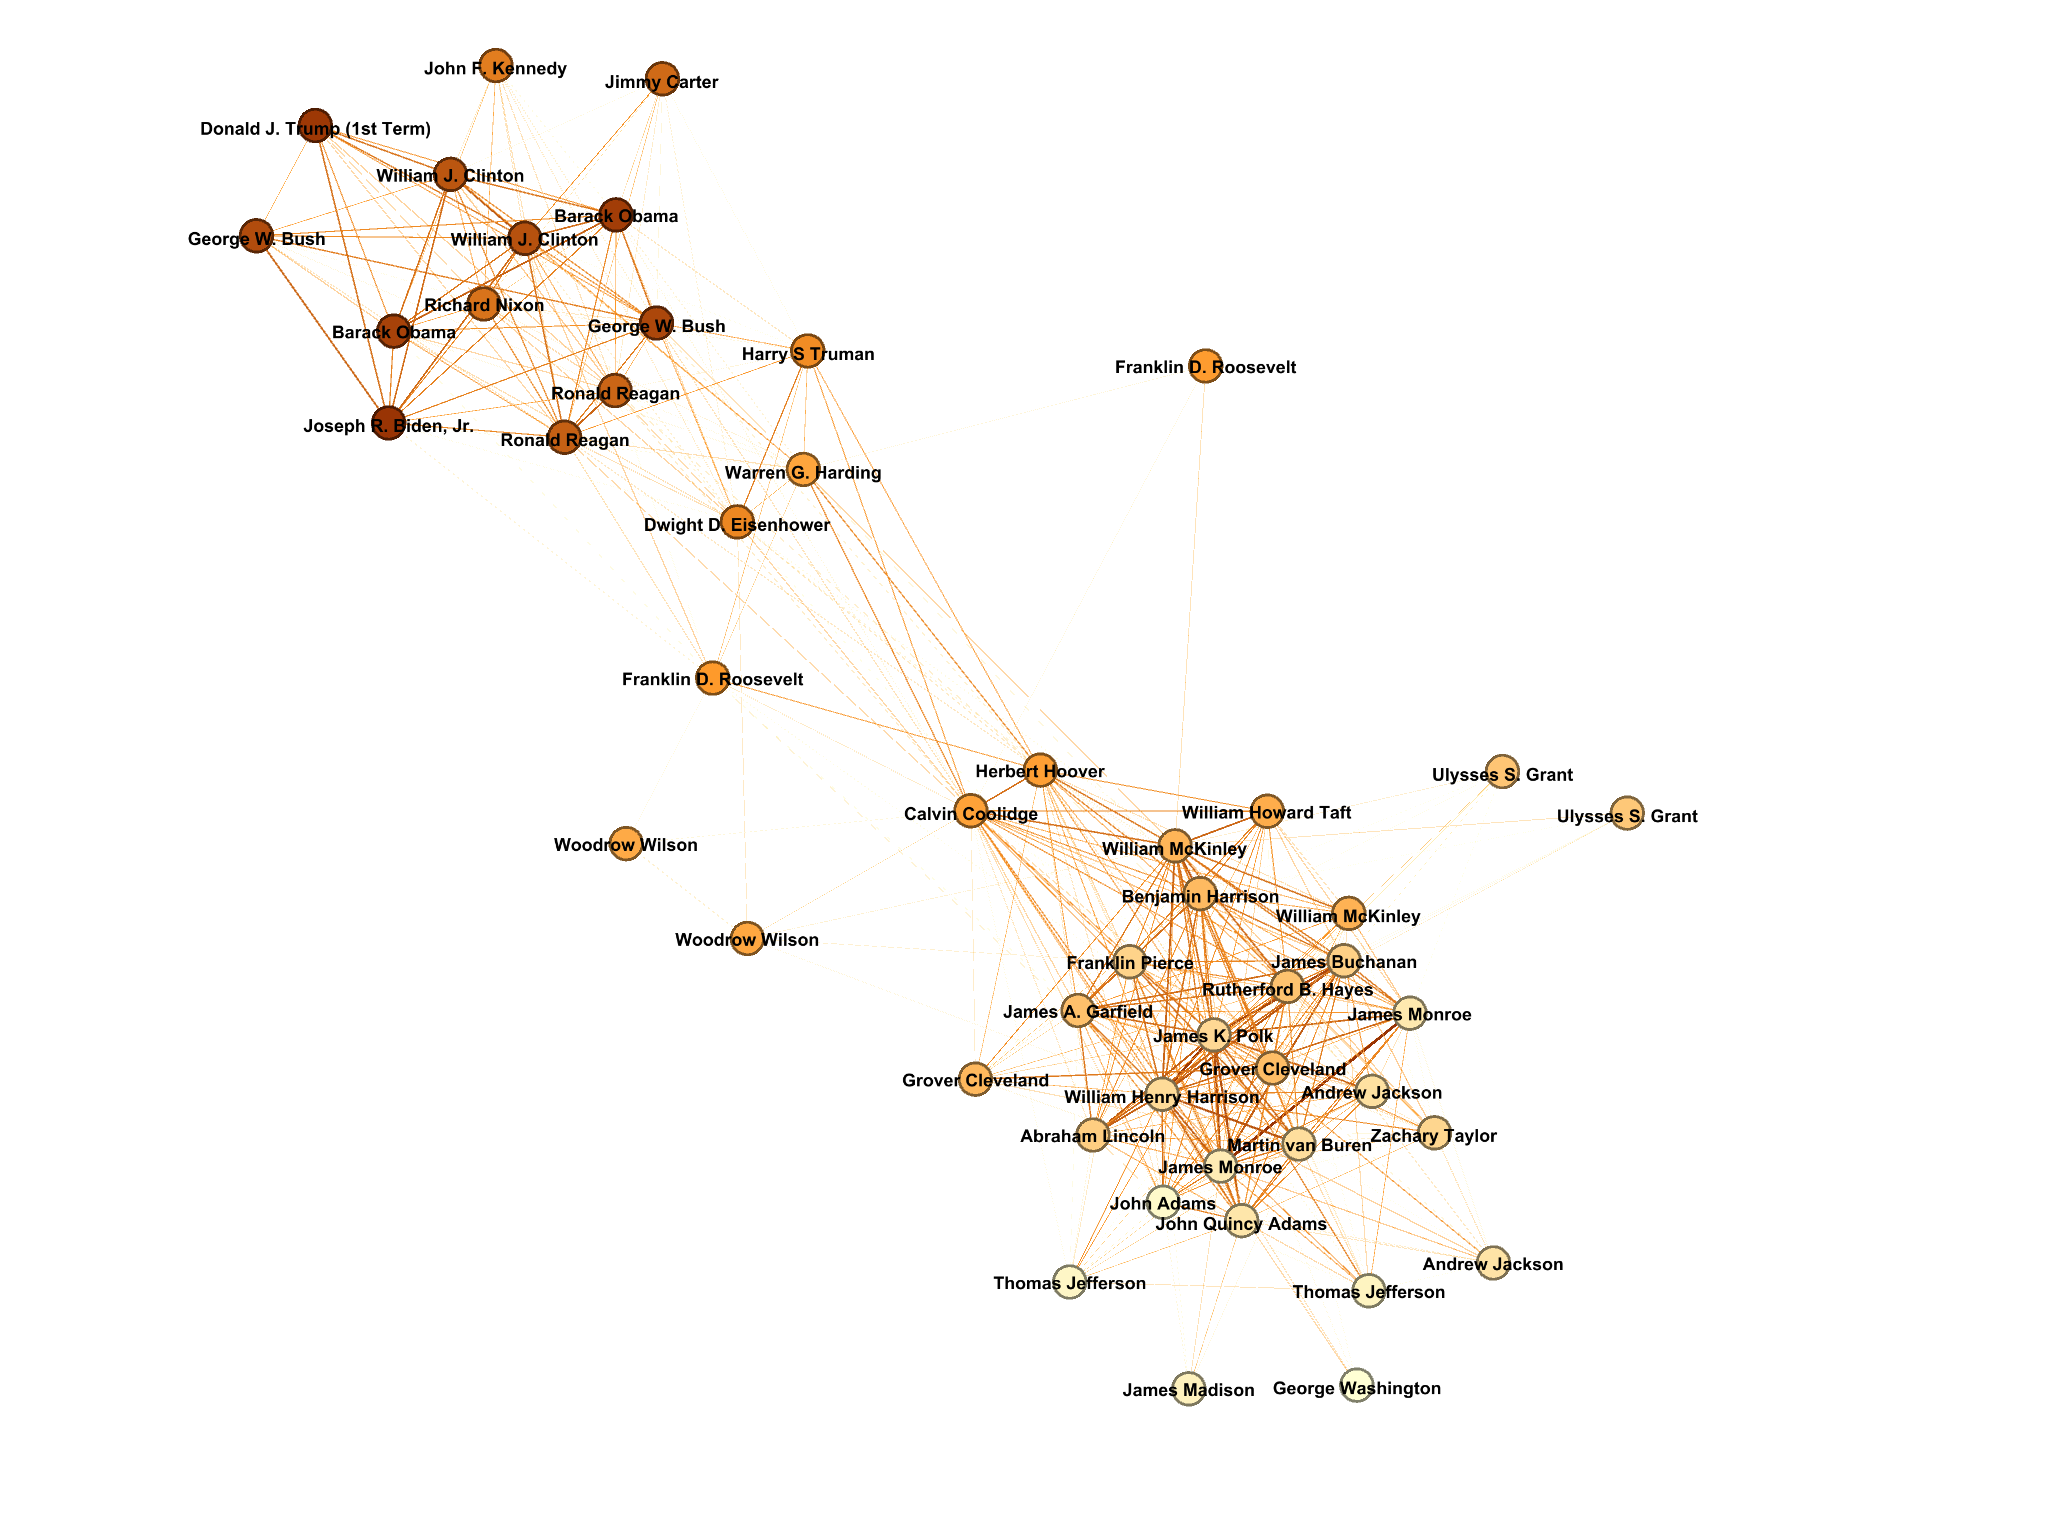 John F. Kennedy
Jimmy Carter
Donald J. Trump (1st Term)
William J. Clinton
Barack Obama
George W. Bush
William J. Clinton
Richard Nixon
George W. Bush
Barack Obama
Harry S Truman
Franklin D. Roosevelt
Ronald Reagan
Joseph R. Biden, Jr.
Ronald Reagan
Warren G. Harding
Dwight D. Eisenhower
Franklin D. Roosevelt
Herbert Hoover
Ulysses S. Grant
Calvin Coolidge
William Howard Taft
Ulysses S. Grant
Woodrow Wilson
William McKinley
Benjamin Harrison
William McKinley
Woodrow Wilson
Franklin Pierce
James Buchanan
Rutherford B. Hayes
James A. Garfield
James Monroe
James K. Polk
Grover Cleveland
Grover Cleveland
William Henry Harrison
Andrew Jackson
Abraham Lincoln
Zachary Taylor
Martin van Buren
James Monroe
John Adams
John Quincy Adams
Andrew Jackson
Thomas Jefferson
Thomas Jefferson
James Madison
George Washington